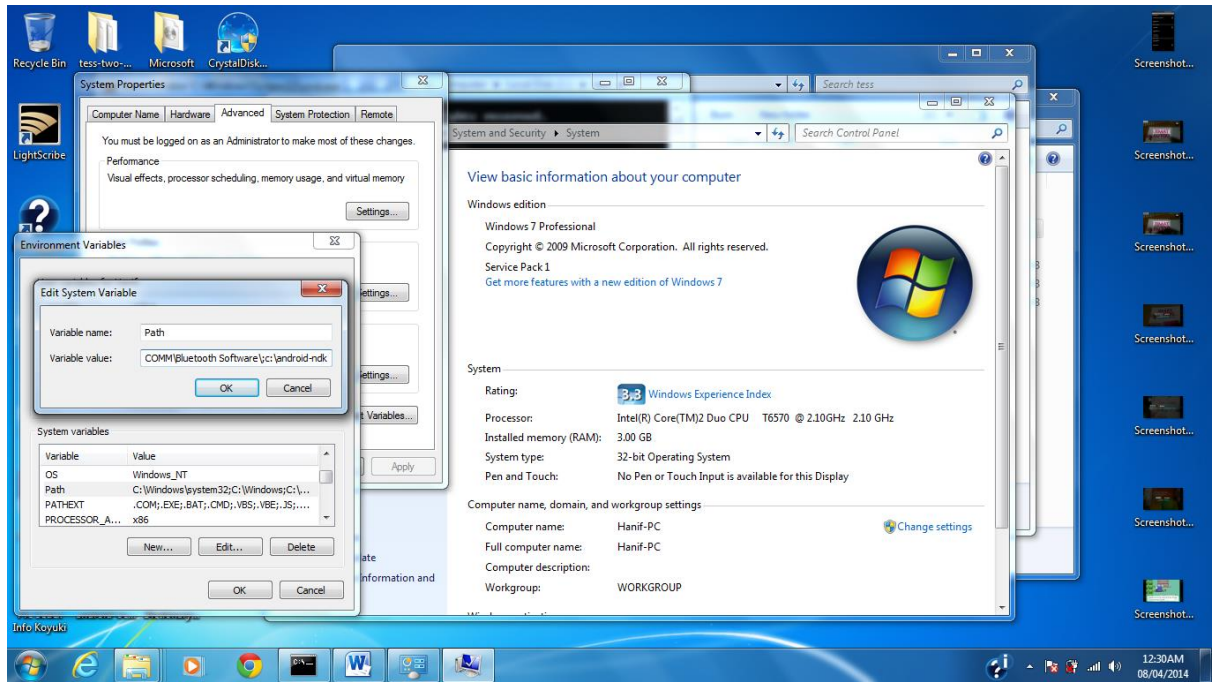 Recycle Bin
tess-two-...
Microsoft
CrystalDisk...
LightScribe
Info Koyuki
System Properties
Computer Name
Hardware
Advanced
System Protection
Remote
You must be logged on as an Administrator to make most of these changes.
Performance
Visual effects, processor scheduling, memory usage, and virtual memory
Settings...
ettings...
ettings...
t Variables...
Apply
Environment Variables
Edit System Variable
Variable name:
Path
Variable value:
COMM\Bluetooth Software\;c:\android-ndk
OK
Cancel
System variables
Variable
Value
OS
Windows_NT
Path
C:\Windows\system32;C:\Windows;C:\...
PATHEXT
.COM;.EXE;.BAT;.CMD;.VBS;.VBE;.JS;....
PROCESSOR_A...
x86
New...
Edit...
Delete
OK
Cancel
Search tess
System and Security ▸ System
Search Control Panel
View basic information about your computer
Windows edition
Windows 7 Professional
Copyright © 2009 Microsoft Corporation. All rights reserved.
Service Pack 1
Get more features with a new edition of Windows 7
System
Rating:
3,3 Windows Experience Index
Processor:
Intel(R) Core(TM)2 Duo CPU T6570 @ 2.10GHz 2.10 GHz
Installed memory (RAM):
3.00 GB
System type:
32-bit Operating System
Pen and Touch:
No Pen or Touch Input is available for this Display
Computer name, domain, and workgroup settings
Computer name:
Hanif-PC
Change settings
Full computer name:
Hanif-PC
Computer description:
Workgroup:
WORKGROUP
ate
nformation and
Screenshot...
Screenshot...
Screenshot...
Screenshot...
Screenshot...
Screenshot...
Screenshot...
12:30AM
08/04/2014